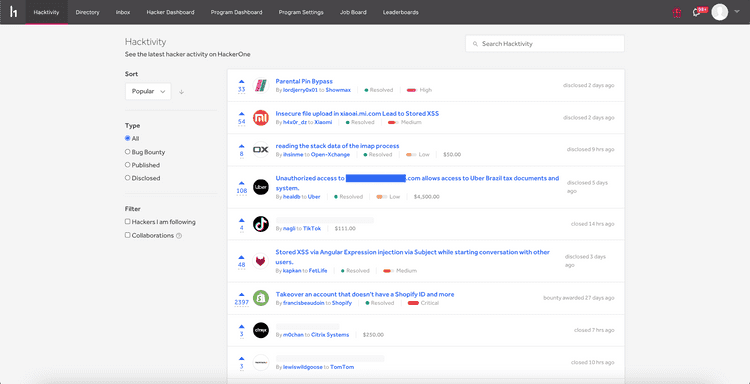 h Hacktivity Directory Inbox Hacker Dashboard Program Dashboard Program Settings Job Board Leaderboards 99+
Hacktivity
See the latest hacker activity on HackerOne
Search Hacktivity
Sort
Popular
Type
All
Bug Bounty
Published
Disclosed
Filter
Hackers I am following
Collaborations
33
Parental Pin Bypass
By lordjerry0x01 to Showmax Resolved High
disclosed 2 days ago
54
Insecure file upload in xiaoai.mi.com Lead to Stored XSS
By h4x0r_dz to Xiaomi Resolved Medium
disclosed 2 days ago
8
OX
reading the stack data of the imap process
By ihsinme to Open-Xchange Resolved Low $50.00
disclosed 9 hrs ago
108
Uber
Unauthorized access to .com allows access to Uber Brazil tax documents and
system.
By healdb to Uber Resolved Low $4,500.00
disclosed 5 days
ago
4
By nagli to TikTok $111.00
closed 14 hrs ago
48
Stored XSS via Angular Expression injection via Subject while starting conversation with other
users.
By kapkan to FetLife Resolved Medium
disclosed 3 days
ago
2397
Takeover an account that doesn't have a Shopify ID and more
By francisbeaudoin to Shopify Resolved Critical
bounty awarded 27 days ago
3
citrix
By m0chan to Citrix Systems $250.00
closed 7 hrs ago
3
By lewiswildgoose to TomTom
closed 10 hrs ago